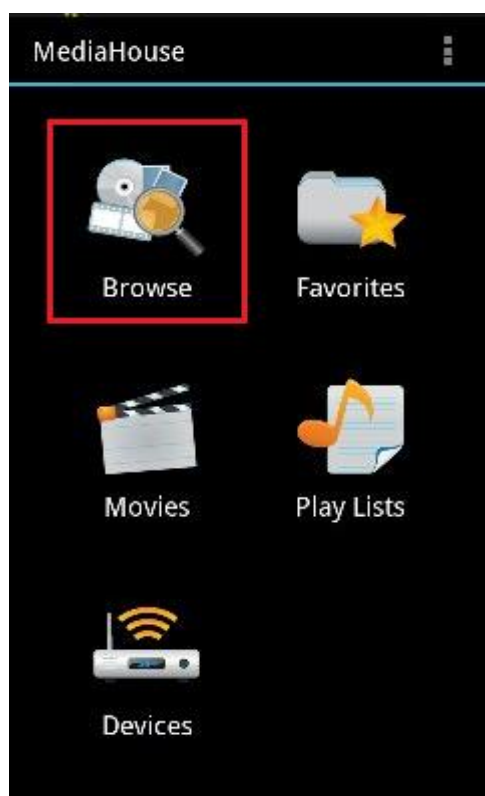 MediaHouse
Browse
Favorites
Movies
Play Lists
Devices